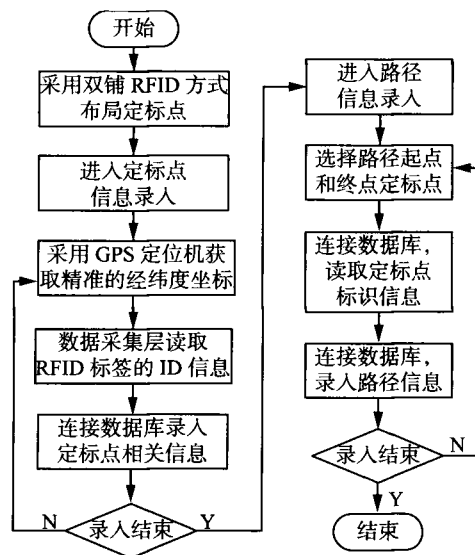 开始
采用双铺 RFID 方式
布局定标点
进入定标点
信息录入
采用 GPS 定位机获
取精准的经纬度坐标
数据采集层读取
RFID 标签的 ID 信息
连接数据库录入
定标点相关信息
N
录入结束
Y
进入路径
信息录入
选择路径起点
和终点定标点
连接数据库，
读取定标点
标识信息
连接数据库，
录入路径信息
录入结束
N
Y
结束